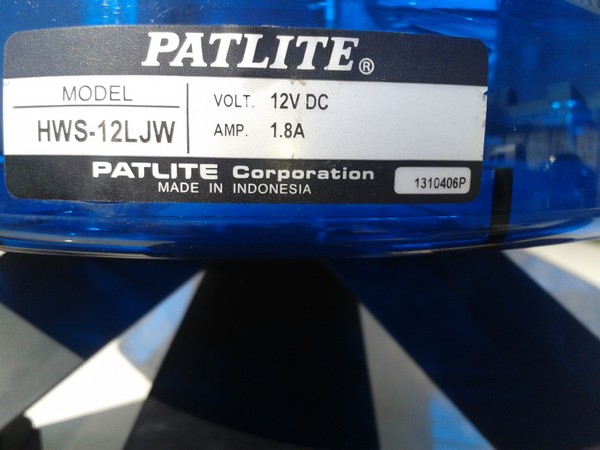 PATLITE®
MODEL
HWS-12LJW
VOLT. 12V DC
AMP. 1.8A
PATLITE Corporation
MADE IN INDONESIA
1310406P